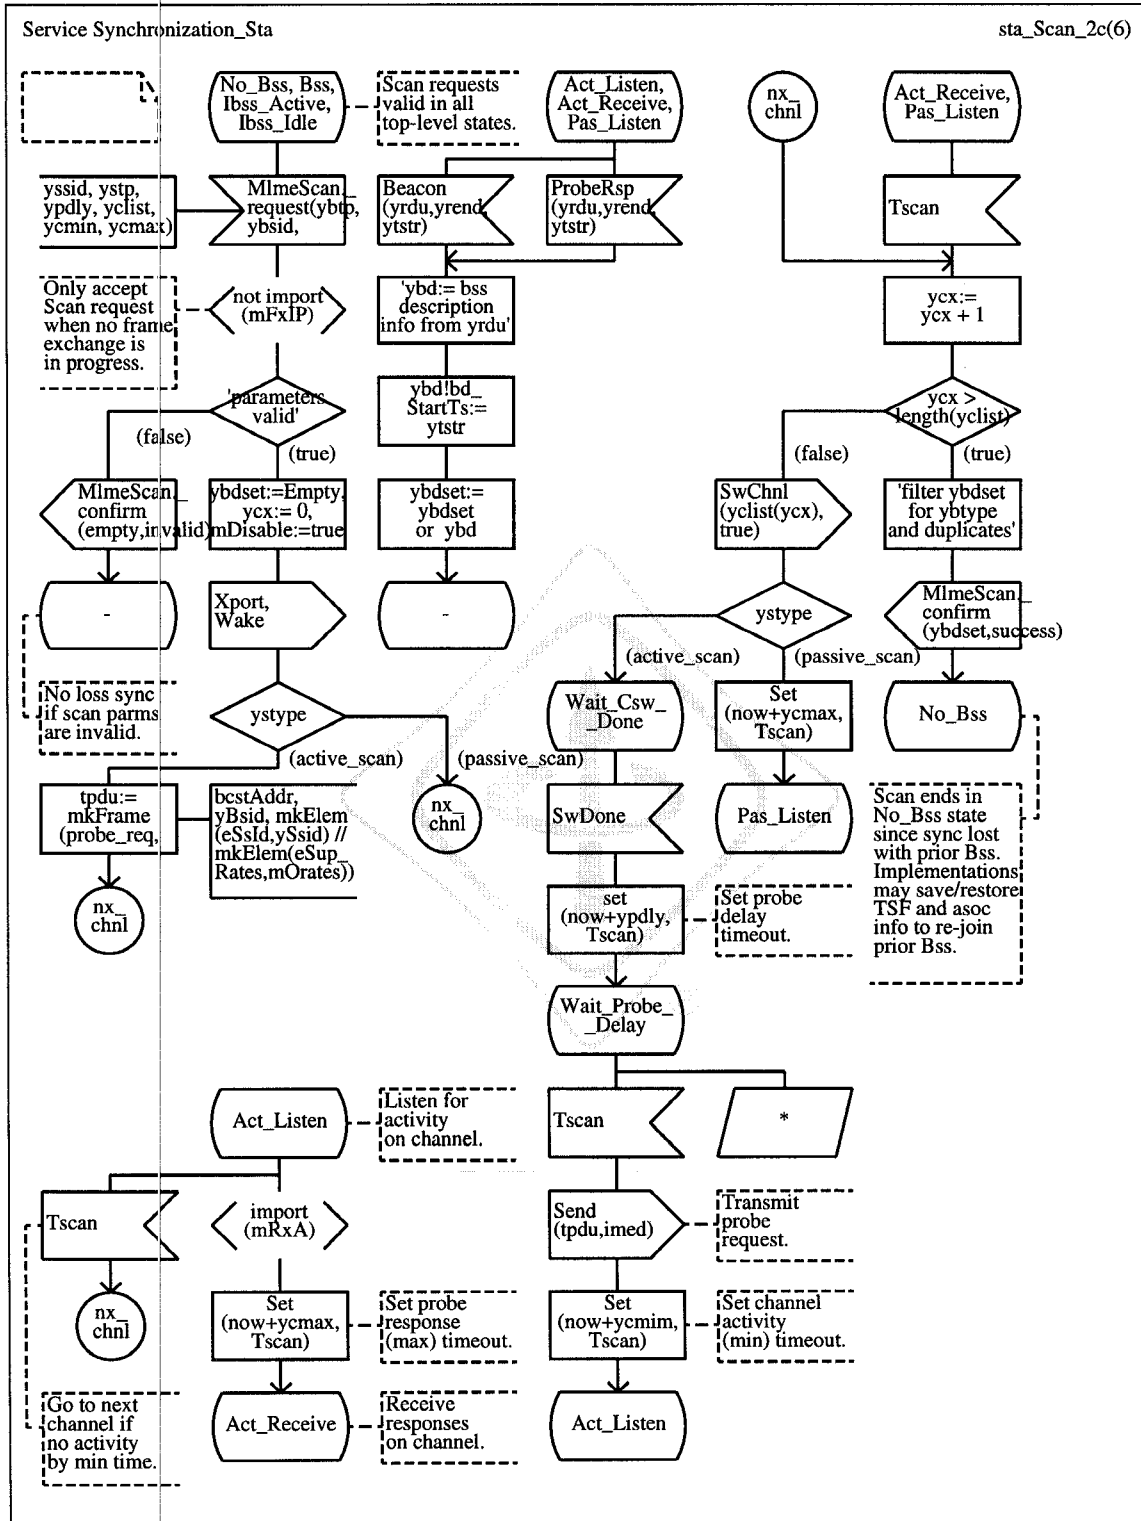 Service Synchronization_Sta
sta_Scan_2c(6)
No_Bss, Bss,
Ibss_Active,
Ibss_Idle
Scan requests
valid in all
top-level states.
Act_Listen,
Act_Receive,
Pas_Listen
nx_
chnl
Act_Receive,
Pas_Listen
yssid, ystp,
ypdly, yclist,
ycmin, ycmax)
MlmeScan._
request(ybtp,
ybsid,
Beacon
(yrdu,yrend,
ytstr)
ProbeRsp
(yrdu,yrend,
ytstr)
Tscan
Only accept
Scan request
when no frame
exchange is
in progress.
not import
(mFxIP)
'ybd:= bss
description
info from yrdu'
ycx:=
ycx + 1
'parameters
valid'
(false)
(true)
ybd!bd_
StartTs:=
ytstr
ycx >
length(yclist)
(false)
(true)
MlmeScan._
confirm
(empty,invalid)
ybdset:=Empty,
ycx:= 0,
mDisable:=true
ybdset:=
ybdset
or ybd
SwChnl
(yclist(ycx),
true)
'filter ybdset
for ybtype
and duplicates'
-
Xport,
Wake
-
ystype
MlmeScan._
confirm
(ybdset,success)
(active_scan)
(passive_scan)
No loss sync
if scan parms
are invalid.
ystype
(active_scan)
(passive_scan)
Wait_Csw_
_Done
Set
(now+ycmax,
Tscan)
No_Bss
tpdu:=
mkFrame
(probe_req,
bcstAddr,
yBsid, mkElem
(eSsId,ySsid) //
mkElem(eSup_
Rates,mOrates))
nx_
chnl
SwDone
Pas_Listen
Scan ends in
No_Bss state
since sync lost
with prior Bss.
Implementations
may save/restore
TSF and asoc
info to re-join
prior Bss.
nx_
chnl
set
(now+ypdly,
Tscan)
Set probe
delay
timeout.
Wait_Probe_
_Delay
Act_Listen
Listen for
activity
on channel.
Tscan
*
Tscan
import
(mRxA)
Send
(tpdu,imed)
Transmit
probe
request.
nx_
chnl
Set
(now+ycmax,
Tscan)
Set probe
response
(max) timeout.
Set
(now+ycmim,
Tscan)
Set channel
activity
(min) timeout.
Go to next
channel if
no activity
by min time.
Act_Receive
Receive
responses
on channel.
Act_Listen